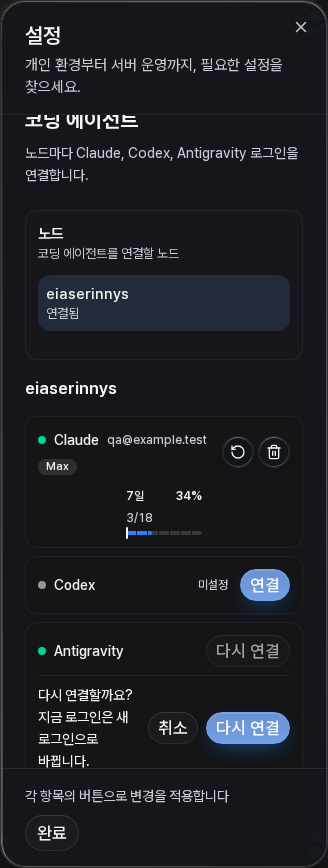 설정
개인 환경부터 서버 운영까지, 필요한 설정을
찾으세요.
코딩 에이전트
노드마다 Claude, Codex, Antigravity 로그인을
연결합니다.
노드
코딩 에이전트를 연결할 노드
eiaserinnys
연결됨
eiaserinnys
Claude qa@example.test
Max
7일 34%
3/18
Codex 미설정 연결
Antigravity 다시 연결
다시 연결할까요?
지금 로그인은 새
로그인으로
바뀝니다.
취소 다시 연결
각 항목의 버튼으로 변경을 적용합니다
완료